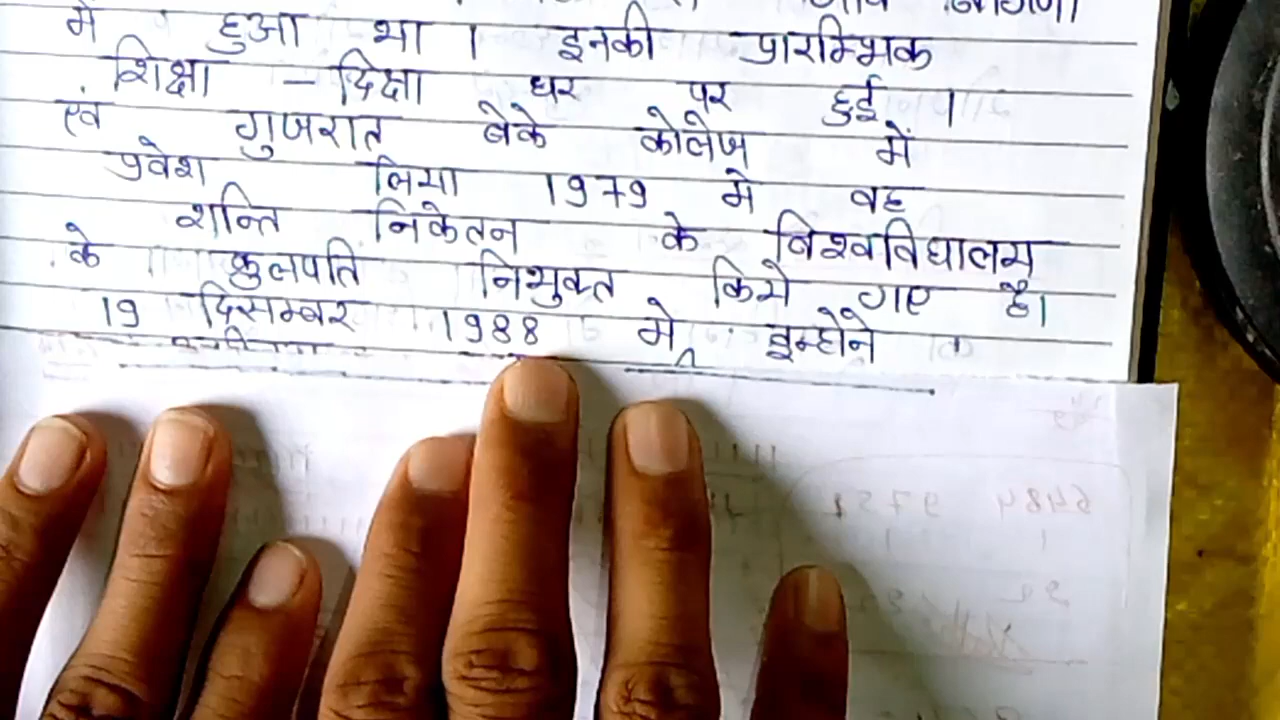 में हुआ था । इनकी प्रारम्भिक
शिक्षा – दिक्षा घर पर हुई ।
एवं गुजरात बेके कोलेज में
प्रवेश लिया 1979 मे वह
शन्ति निकेतन के विश्वविद्यालय
के कुलपति नियुक्त किये गए है।
19 दिसम्बर 1988 मे इन्होने